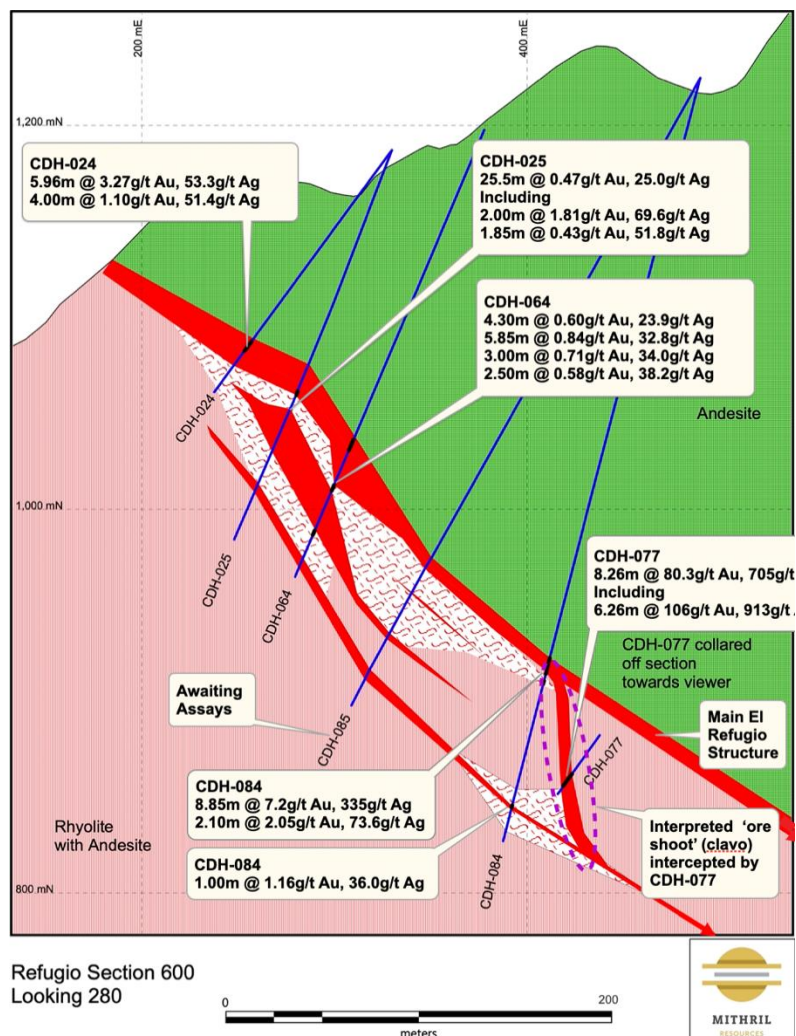 200 mE
400 mE
1,200 mN
CDH-024
5.96m @ 3.27g/t Au, 53.3g/t Ag
4.00m @ 1.10g/t Au, 51.4g/t Ag
CDH-025
25.5m @ 0.47g/t Au, 25.0g/t Ag
Including
2.00m @ 1.81g/t Au, 69.6g/t Ag
1.85m @ 0.43g/t Au, 51.8g/t Ag
CDH-064
4.30m @ 0.60g/t Au, 23.9g/t Ag
5.85m @ 0.84g/t Au, 32.8g/t Ag
3.00m @ 0.71g/t Au, 34.0g/t Ag
2.50m @ 0.58g/t Au, 38.2g/t Ag
CDH-024
Andesite
1,000 mN
CDH-025
CDH-064
CDH-077
8.26m @ 80.3g/t Au, 705g/t
Including
6.26m @ 106g/t Au, 913g/t A
CDH-077 collared
off section
towards viewer
Awaiting
Assays
CDH-085
CDH-077
Main El
Refugio
Structure
CDH-084
8.85m @ 7.2g/t Au, 335g/t Ag
2.10m @ 2.05g/t Au, 73.6g/t Ag
Rhyolite
with Andesite
CDH-084
1.00m @ 1.16g/t Au, 36.0g/t Ag
CDH-084
Interpreted 'ore
shoot' (clavo)
intercepted by
CDH-077
800 mN
Refugio Section 600
Looking 280
0
200
meters
MITHRIL
RESOURCES